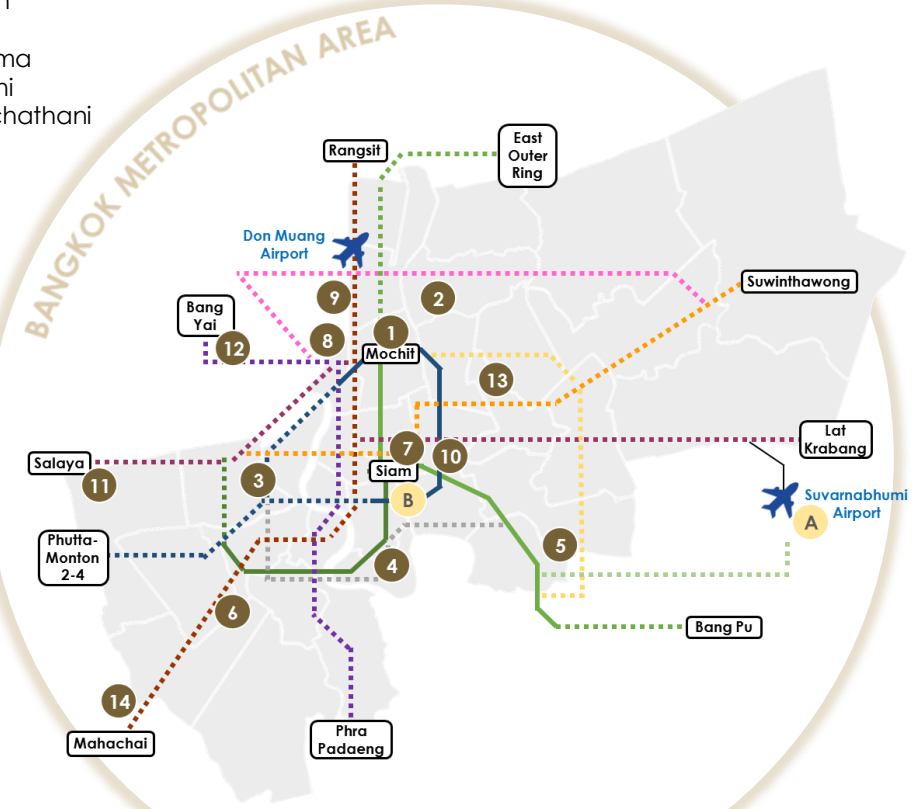 BANGKOK METROPOLITAN AREA
chathani
Rangsit
East
Outer
Ring
Don Muang
Airport
Suwinthawong
9
2
Bang
Yai
12
8
1
Mochit
13
Lat
Krabang
7
10
Siam
Salaya
11
3
B
Suvarnabhumi
Airport
A
Phutta-
Monton
2-4
5
4
6
Bang Pu
14
Mahachai
Phra
Padaeng